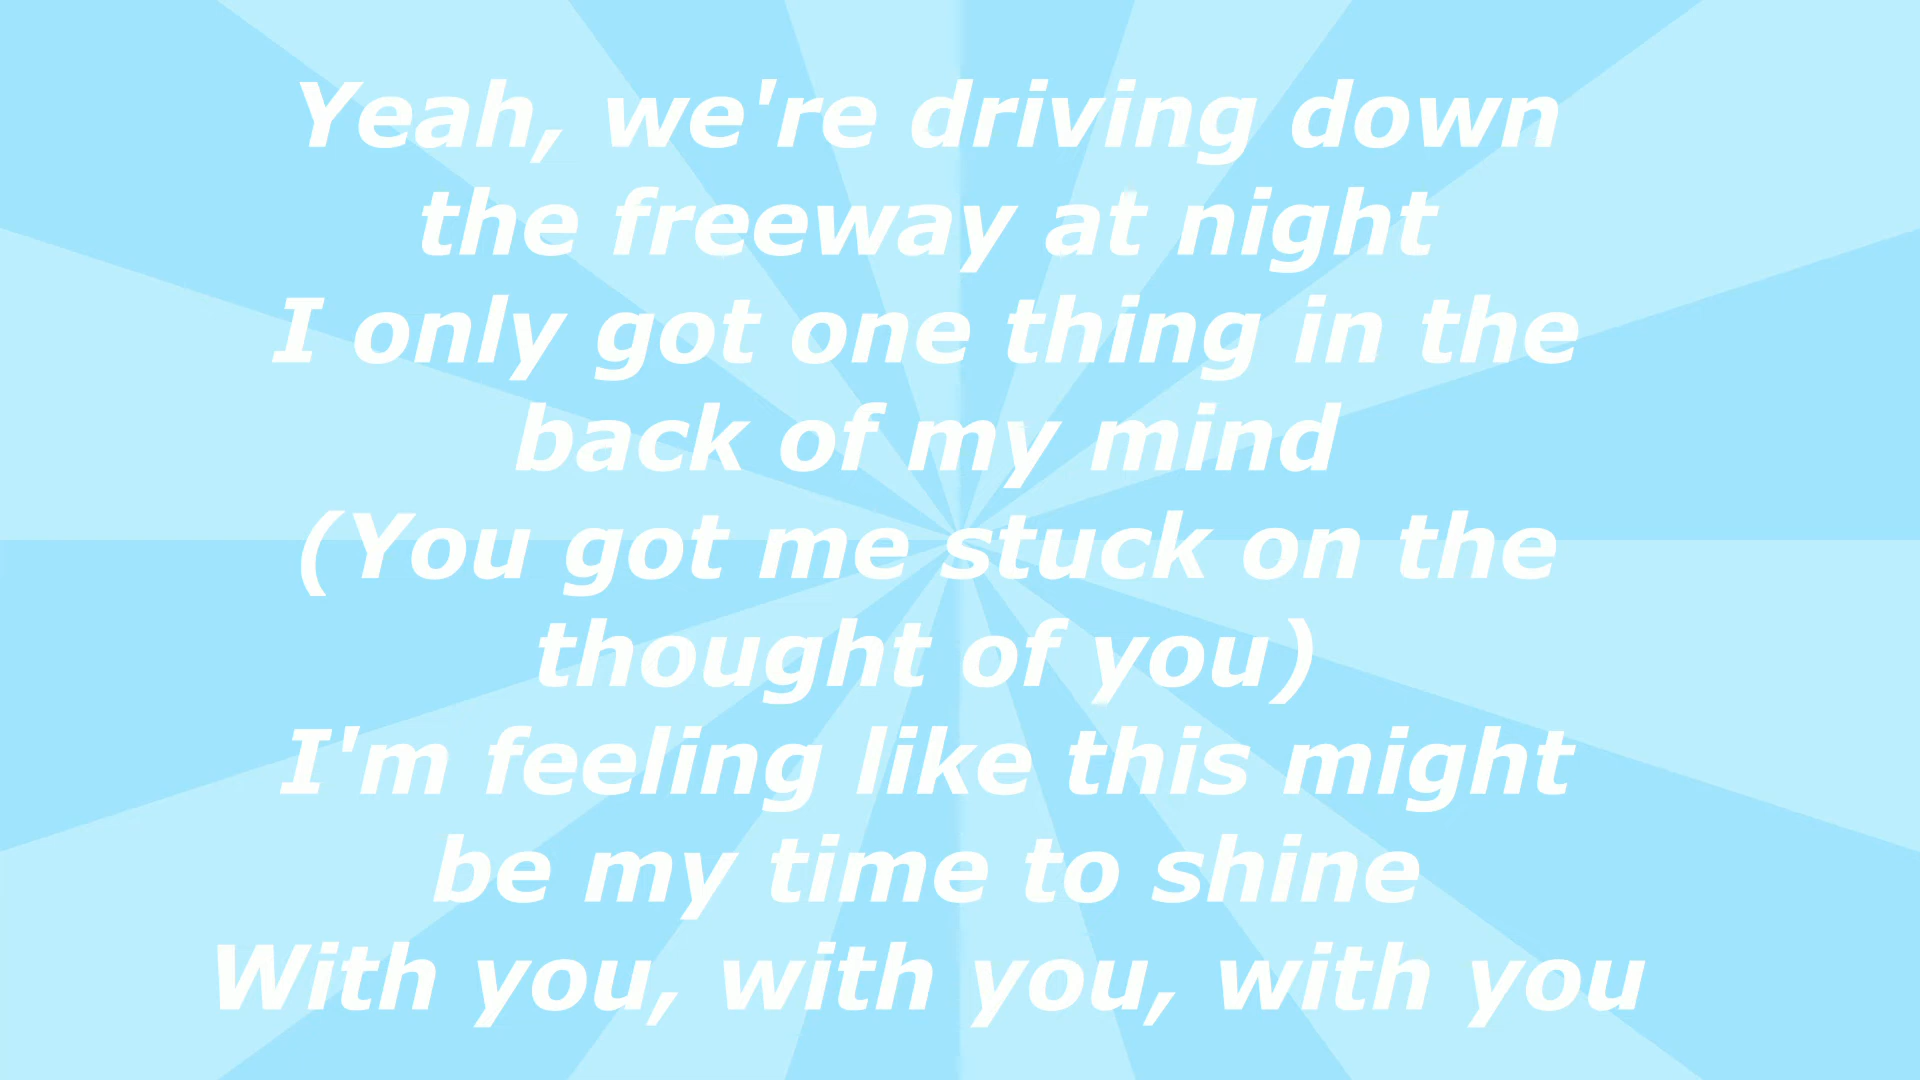 Yeah, we're driving down
the freeway at night
I only got one thing in the
back of my mind
(You got me stuck on the
thought of you)
I'm feeling like this might
be my time to shine
With you, with you, with you